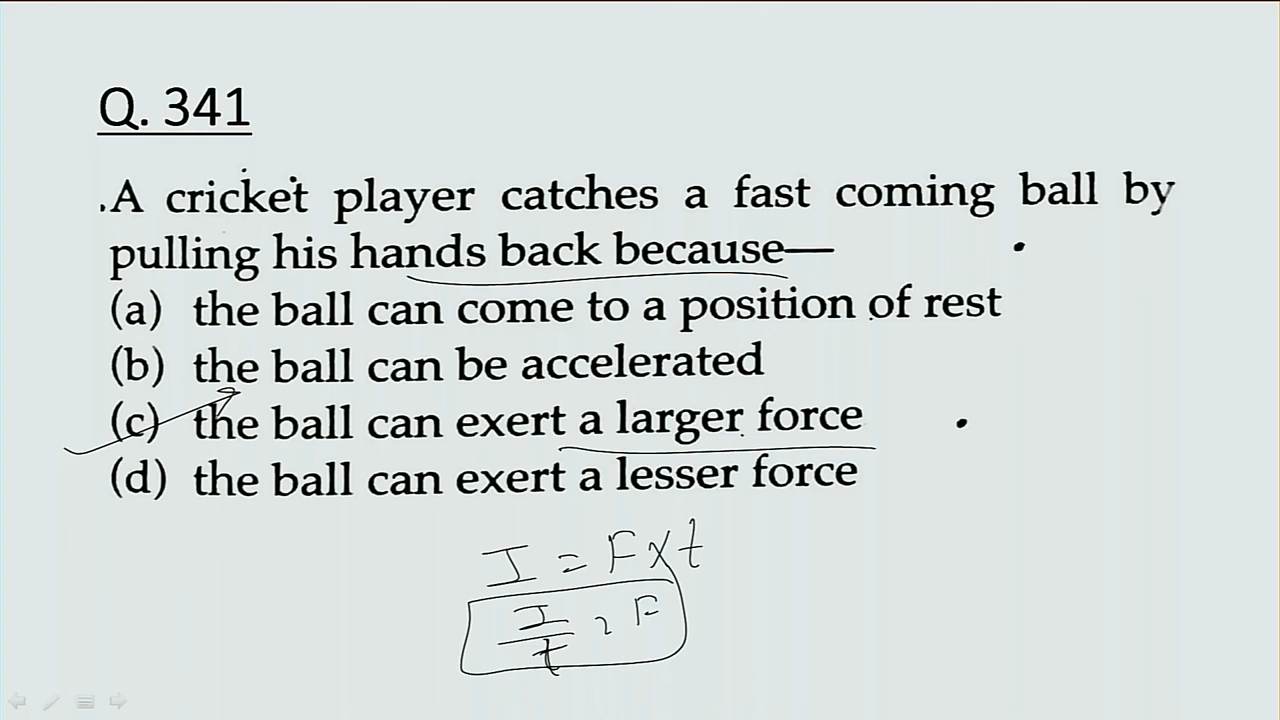 Q. 341
.A cricket player catches a fast coming ball by
pulling his hands back because—
(a) the ball can come to a position of rest
(b) the ball can be accelerated
(c) the ball can exert a larger force
(d) the ball can exert a lesser force
I = F x t
I/t = F